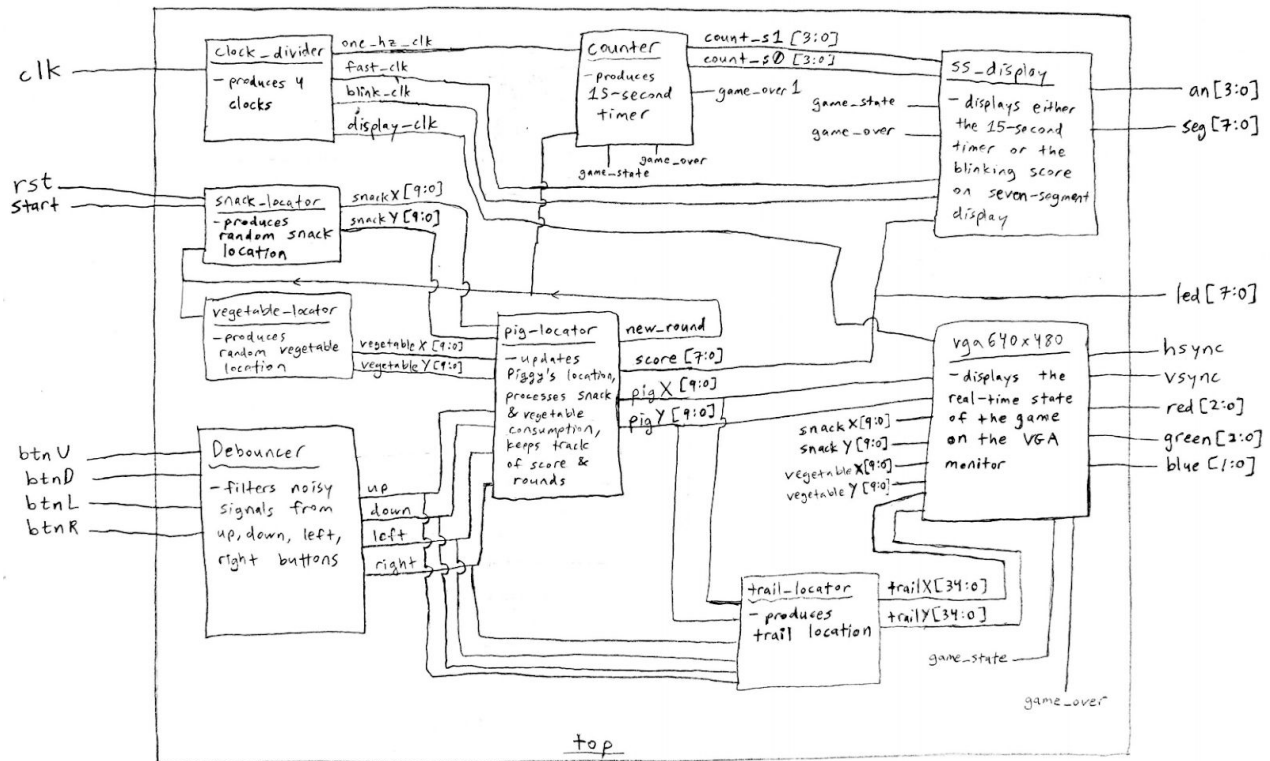 clk
rst
start
btnU
btnD
btnL
btnR
clock_divider
- produces 4
clocks
one_hz_clk
fast_clk
blink_clk
display_clk
snack_locator
- produces
random snack
location
snackX [9:0]
snackY [9:0]
vegetable-locator
- produces
random vegetable
location
vegetableX [9:0]
vegetableY [9:0]
Debouncer
- filters noisy
signals from
up, down, left,
right buttons
up
down
left
right
counter
- produces
15-second
timer
count_s1 [3:0]
count_s0 [3:0]
game_over 1
game_over
game_state
pig-locator
- updates
Piggy's location,
processes snack
& vegetable
consumption,
keeps track
of score &
rounds
new_round
score [7:0]
pigX [9:0]
pigY [9:0]
trail_locator
- produces
trail location
trailX[34:0]
trailY[34:0]
game_state
game_over
SS_display
- displays either
the 15-second
timer or the
blinking score
on seven-segment
display
game_state
game_over
vga640x480
- displays the
real-time state
of the game
on the VGA
monitor
snackX[9:0]
snackY[9:0]
vegetableX[9:0]
vegetableY[9:0]
an[3:0]
seg[7:0]
led[7:0]
hsync
vsync
red[2:0]
green[2:0]
blue[1:0]
top